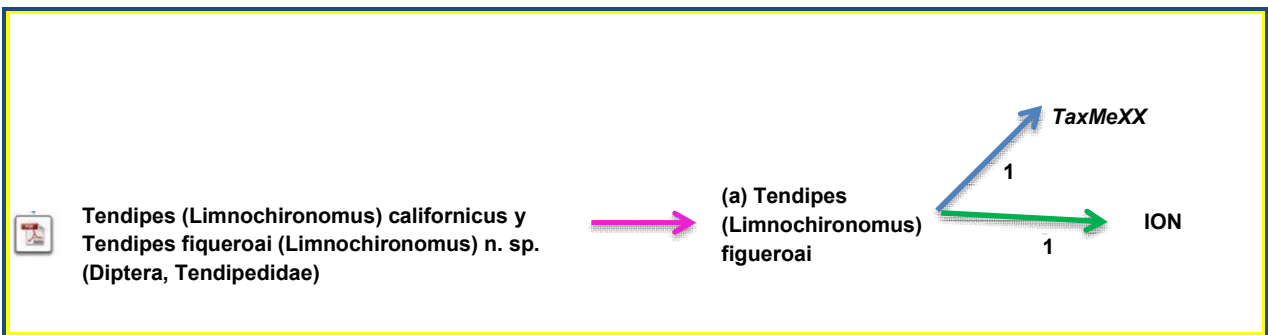 Tendipes (Limnochironomus) californicus y
Tendipes fiqueroai (Limnochironomus) n. sp.
(Diptera, Tendipedidae)
(a) Tendipes
(Limnochironomus)
figueroai
TaxMeXX
1
ION
1